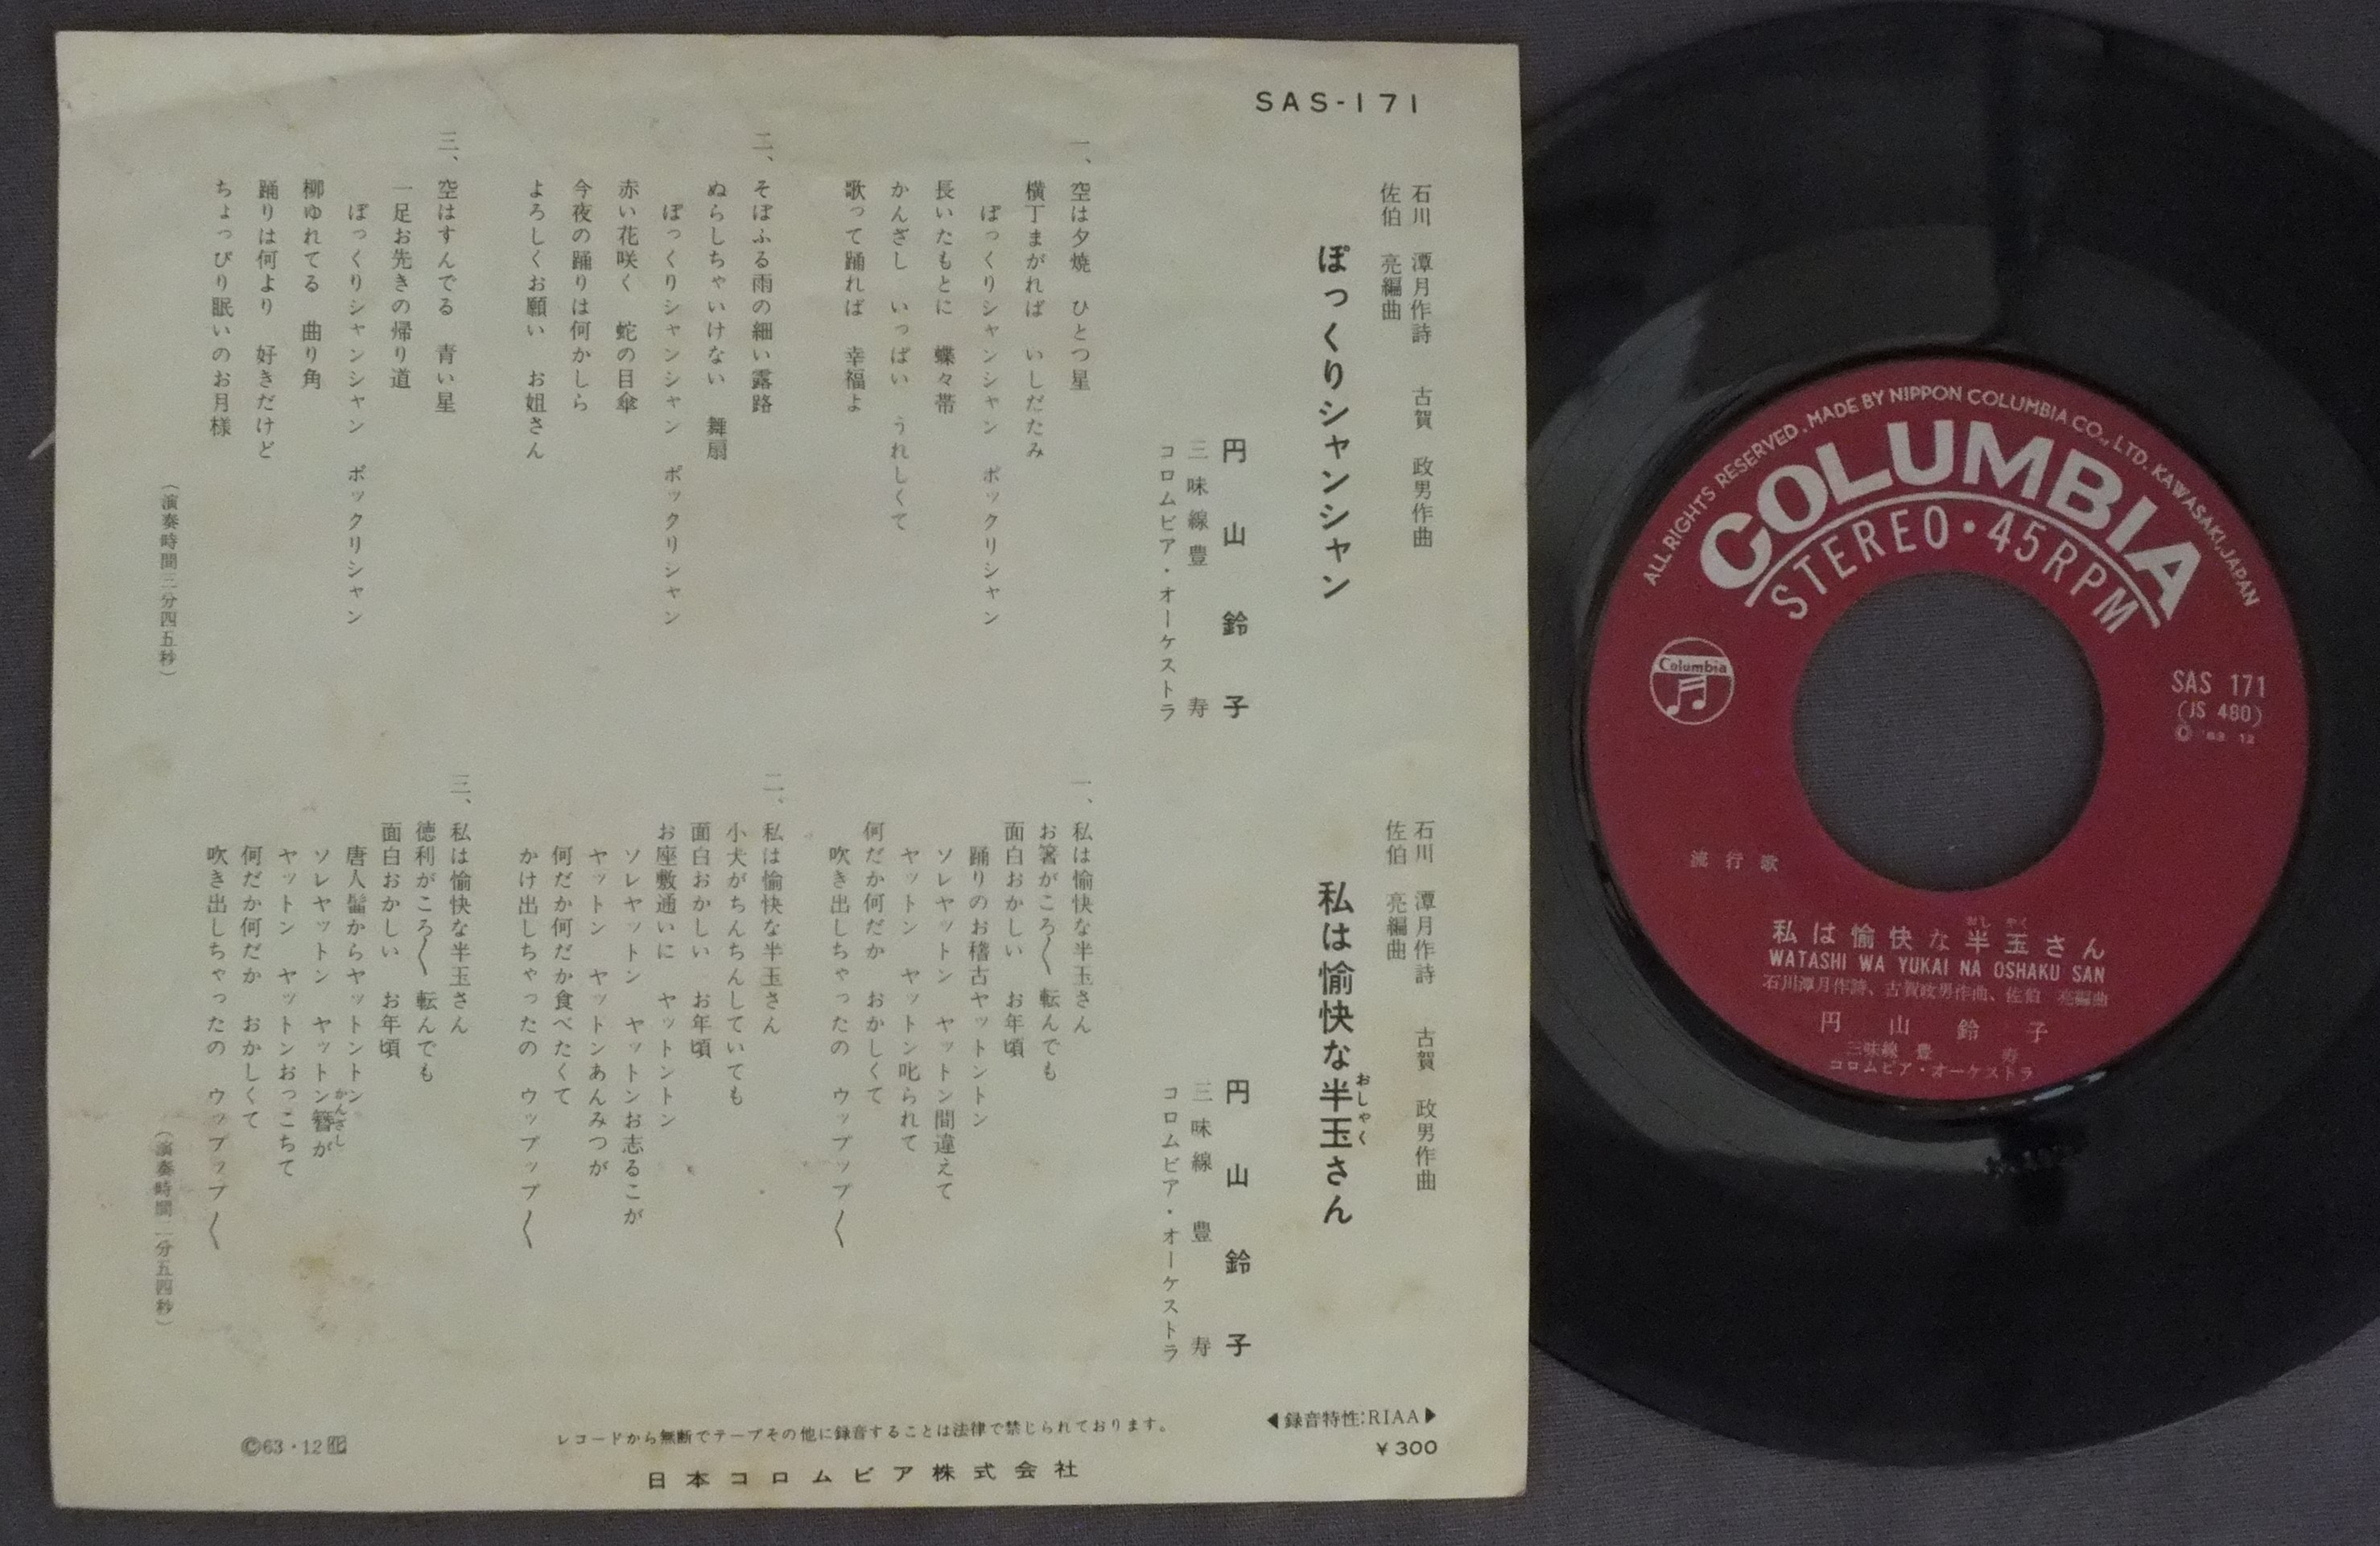 SAS-171
石川 潭月作詩 古賀 政男作曲
佐伯 亮編曲
ぽっくりシャンシャン
円山鈴子
三味線豊 寿
コロムビア・オーケストラ
一、空は夕焼 ひとつ星
横丁まがれば いしだたみ
ぽっくりシャンシャン ポックリシャン
長いたもとに 蝶々帯
かんざし いっぱい うれしくて
歌って踊れば 幸福よ
二、そぼふる雨の細い露路
ぬらしちゃいけない 舞扇
ぽっくりシャンシャン ポックリシャン
赤い花咲く 蛇の目傘
今夜の踊りは何かしら
よろしくお願い お姐さん
三、空はすんでる 青い星
一足お先きの帰り道
ぽっくりシャンシャン ポックリシャン
柳ゆれてる 曲り角
踊りは何より 好きだけど
ちょっぴり眠いのお月様
(演奏時間三分四五秒)
石川 潭月作詩 古賀 政男作曲
佐伯 亮編曲
私は愉快な半玉さん
おしゃく
円山鈴子
三味線 豊 寿
コロムビア・オーケストラ
一、私は愉快な半玉さん
お箸がころ〱 転んでも
面白おかしい お年頃
踊りのお稽古ヤットントン
ソレヤットン ヤットン間違えて
ヤットン ヤットン叱られて
何だか何だか おかしくて
吹き出しちゃったの ウップップ〱
二、私は愉快な半玉さん
小犬がちんちんしていても
面白おかしい お年頃
お座敷通いに ヤットントン
ソレヤットン ヤットンお志るこが
ヤットン ヤットンあんみつが
何だか何だか食べたくて
かけ出しちゃったの ウップップ〱
三、私は愉快な半玉さん
徳利がころ〱 転んでも
面白おかしい お年頃
唐人髷からヤットントン
ソレヤットン ヤットン簪が
かんざし
ヤットン ヤットンおっこちて
何だか何だか おかしくて
吹き出しちゃったの ウップップ〱
(演奏時間二分五四秒)
◀録音特性:RIAA▶
¥300
レコードから無断でテープその他に録音することは法律で禁じられております。
日本コロムビア株式会社
©63・12
ALL RIGHTS RESERVED. MADE BY NIPPON COLUMBIA CO., LTD. KAWASAKI, JAPAN
COLUMBIA
STEREO・45RPM
Columbia
SAS 171
(JS 480)
© '63 12
流行歌
おしやく
私は愉快な半玉さん
WATASHI WA YUKAI NA OSHAKU SAN
石川潭月作詩、古賀政男作曲、佐伯 亮編曲
円山鈴子
三味線 豊 寿
コロムビア・オーケストラ